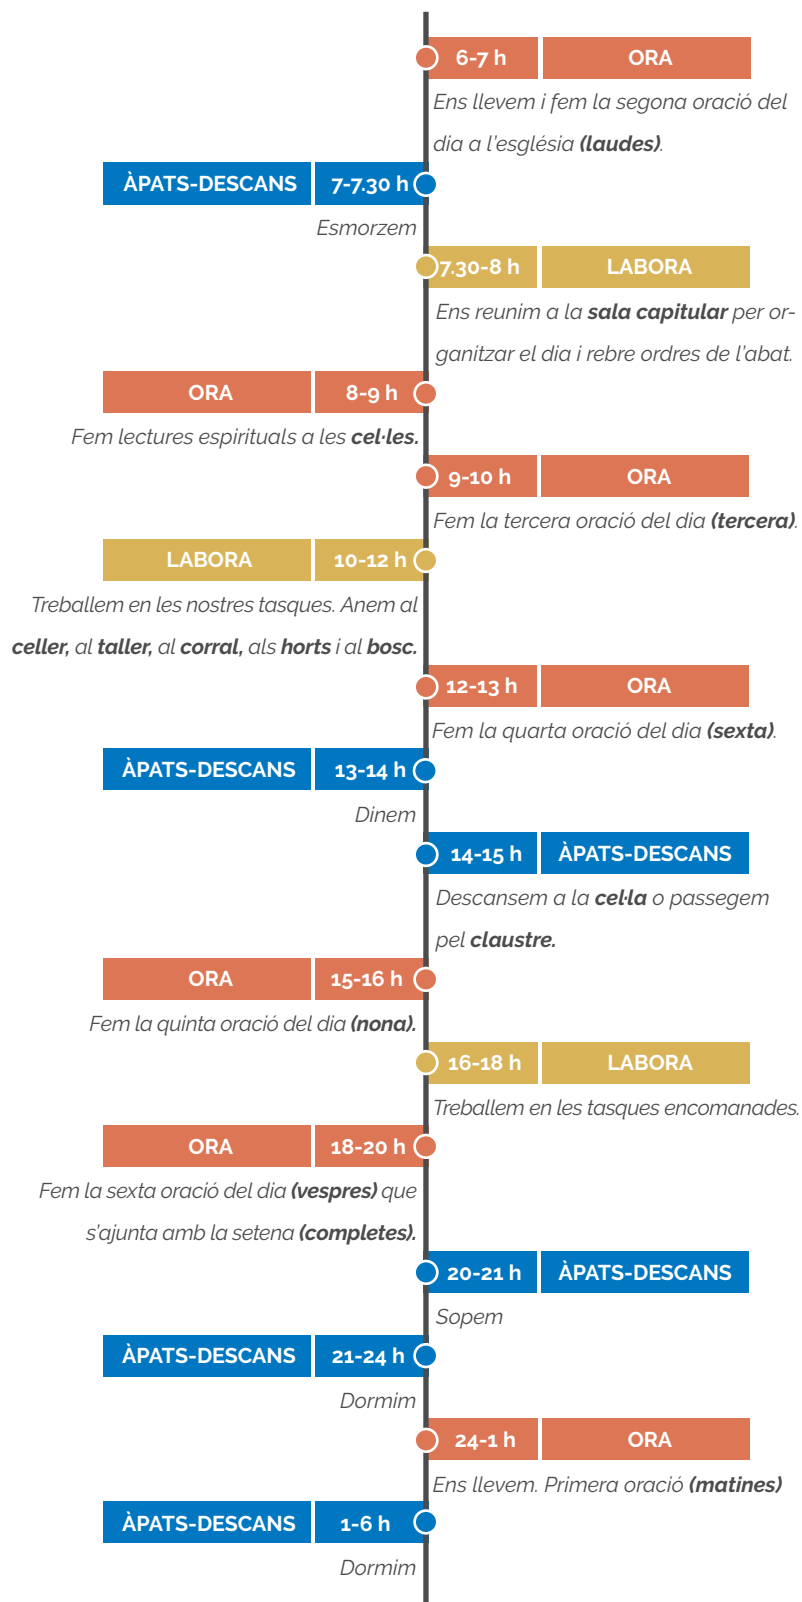 6-7 h ORA
Ens llevem i fem la segona oració del
dia a l'església (laudes).
ÀPATS-DESCANS 7-7.30 h
Esmorzem
7.30-8 h LABORA
Ens reunim a la sala capitular per or-
ganitzar el dia i rebre ordres de l'abat.
ORA 8-9 h
Fem lectures espirituals a les cel·les.
9-10 h ORA
Fem la tercera oració del dia (tercera).
LABORA 10-12 h
Treballem en les nostres tasques. Anem al
celler, al taller, al corral, als horts i al bosc.
12-13 h ORA
Fem la quarta oració del dia (sexta).
ÀPATS-DESCANS 13-14 h
Dinem
14-15 h ÀPATS-DESCANS
Descansem a la cel·la o passegem
pel claustre.
ORA 15-16 h
Fem la quinta oració del dia (nona).
16-18 h LABORA
Treballem en les tasques encomanades.
ORA 18-20 h
Fem la sexta oració del dia (vespres) que
s'ajunta amb la setena (completes).
20-21 h ÀPATS-DESCANS
Sopem
ÀPATS-DESCANS 21-24 h
Dormim
24-1 h ORA
Ens llevem. Primera oració (matines)
ÀPATS-DESCANS 1-6 h
Dormim